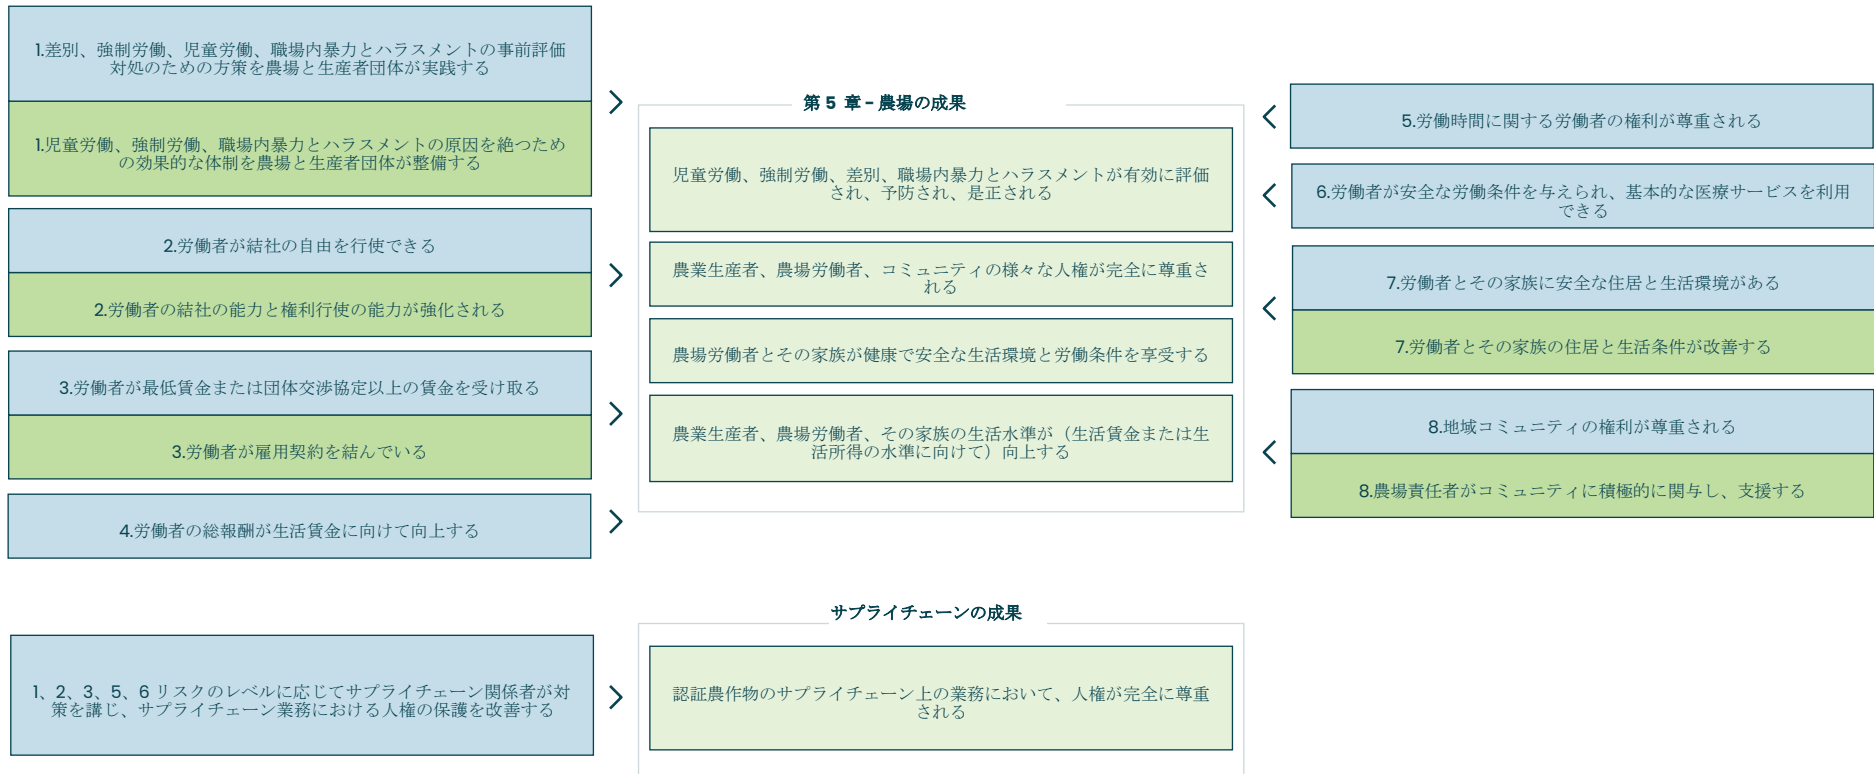 1.差別、強制労働、児童労働、職場内暴力とハラスメントの事前評価
対処のための方策を農場と生産者団体が実践する
1.児童労働、強制労働、職場内暴力とハラスメントの原因を絶つため
の効果的な体制を農場と生産者団体が整備する
2.労働者が結社の自由を行使できる
2.労働者の結社の能力と権利行使の能力が強化される
3.労働者が最低賃金または団体交渉協定以上の賃金を受け取る
3.労働者が雇用契約を結んでいる
4.労働者の総報酬が生活賃金に向けて向上する
第 5 章 – 農場の成果
児童労働、強制労働、差別、職場内暴力とハラスメントが有効に評価
され、予防され、是正される
農業生産者、農場労働者、コミュニティの様々な人権が完全に尊重さ
れる
農場労働者とその家族が健康で安全な生活環境と労働条件を享受する
農業生産者、農場労働者、その家族の生活水準が（生活賃金または生
活所得の水準に向けて）向上する
5.労働時間に関する労働者の権利が尊重される
6.労働者が安全な労働条件を与えられ、基本的な医療サービスを利用
できる
7.労働者とその家族に安全な住居と生活環境がある
7.労働者とその家族の住居と生活条件が改善する
8.地域コミュニティの権利が尊重される
8.農場責任者がコミュニティに積極的に関与し、支援する
サプライチェーンの成果
1、2、3、5、6 リスクのレベルに応じてサプライチェーン関係者が対
策を講じ、サプライチェーン業務における人権の保護を改善する
認証農作物のサプライチェーン上の業務において、人権が完全に尊重
される